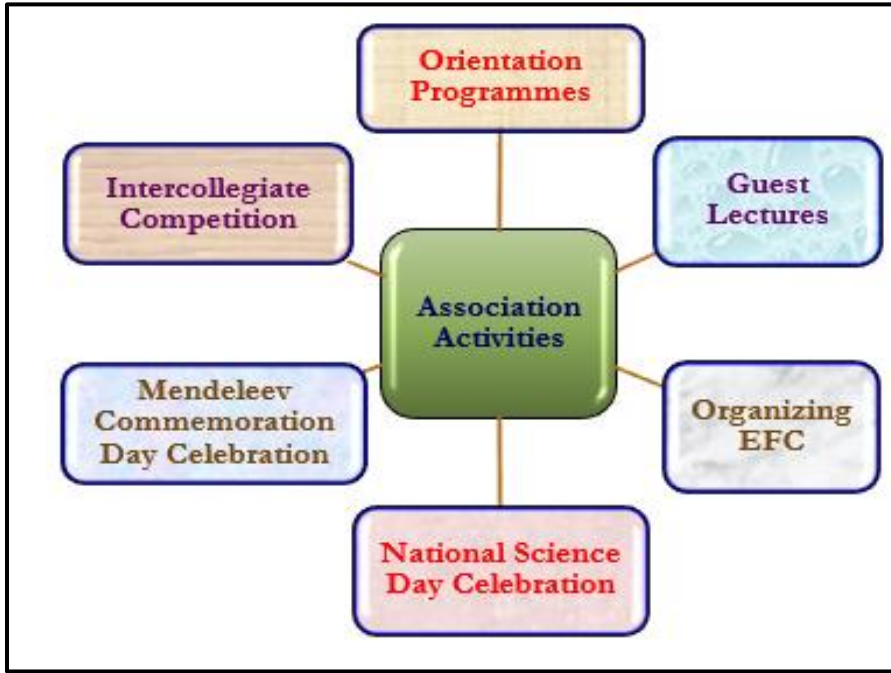 Orientation
Programmes
Intercollegiate
Competition
Guest
Lectures
Association
Activities
Mendeleev
Commemoration
Day Celebration
Organizing
EFC
National Science
Day Celebration